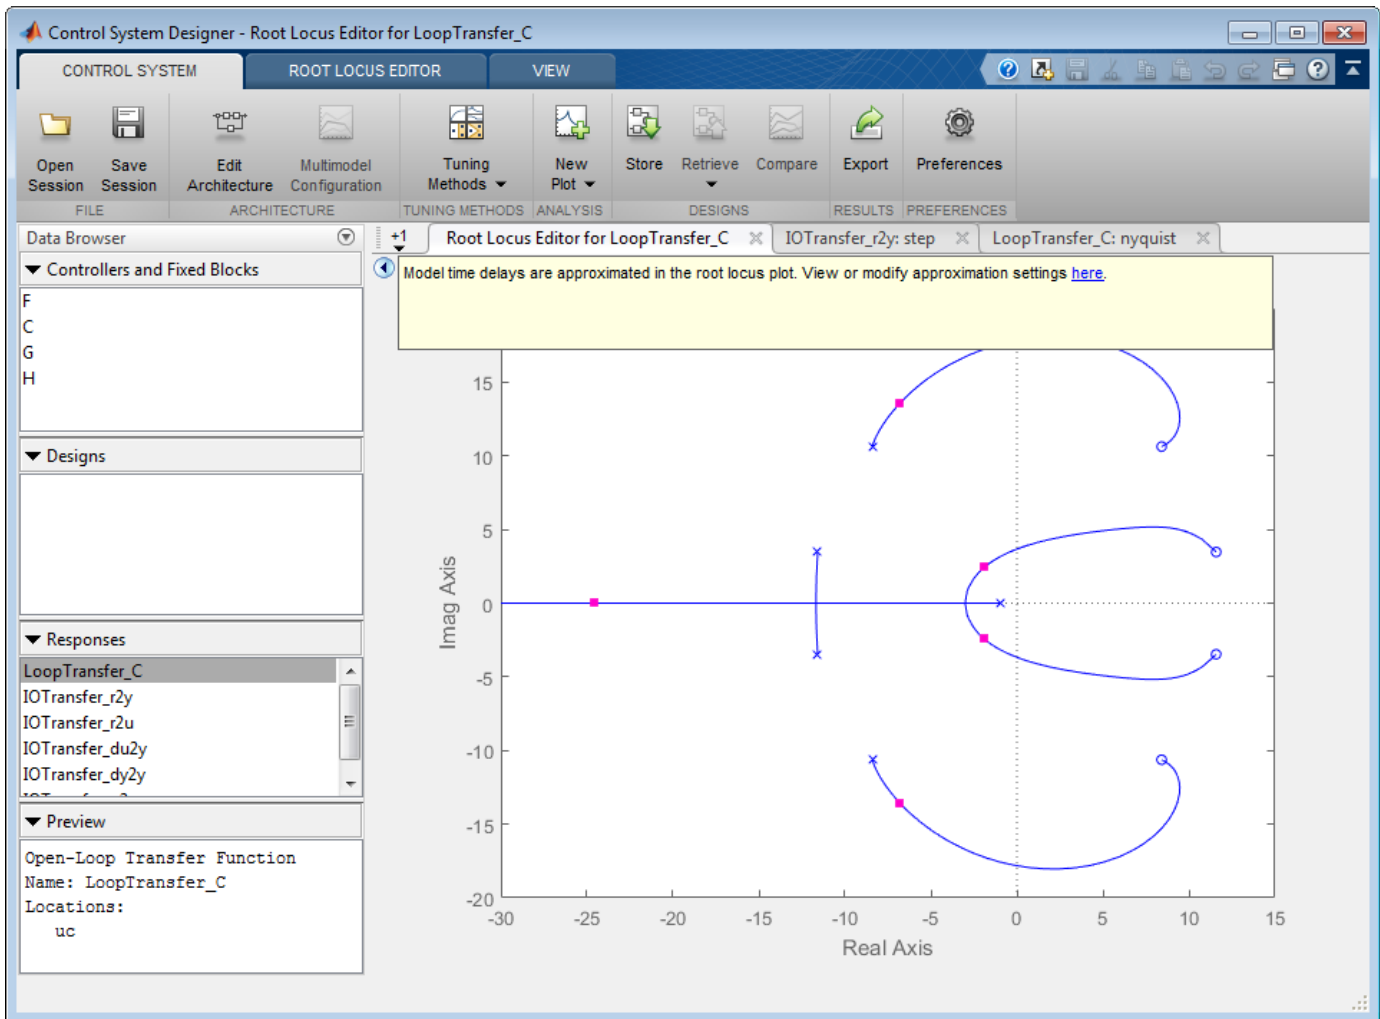 Control System Designer - Root Locus Editor for LoopTransfer_C
CONTROL SYSTEM ROOT LOCUS EDITOR VIEW
Open Session
Save Session
Edit Architecture
Multimodel Configuration
Tuning Methods
New Plot
Store
Retrieve
Compare
Export
Preferences
FILE ARCHITECTURE TUNING METHODS ANALYSIS DESIGNS RESULTS PREFERENCES
Data Browser
+1
Root Locus Editor for LoopTransfer_C
IOTransfer_r2y: step
LoopTransfer_C: nyquist
Controllers and Fixed Blocks
F
C
G
H
Designs
Responses
LoopTransfer_C
IOTransfer_r2y
IOTransfer_r2u
IOTransfer_du2y
IOTransfer_dy2y
Preview
Open-Loop Transfer Function
Name: LoopTransfer_C
Locations:
uc
Model time delays are approximated in the root locus plot. View or modify approximation settings here.
15
10
5
0
-5
-10
-15
-20
Imag Axis
-30 -25 -20 -15 -10 -5 0 5 10 15
Real Axis